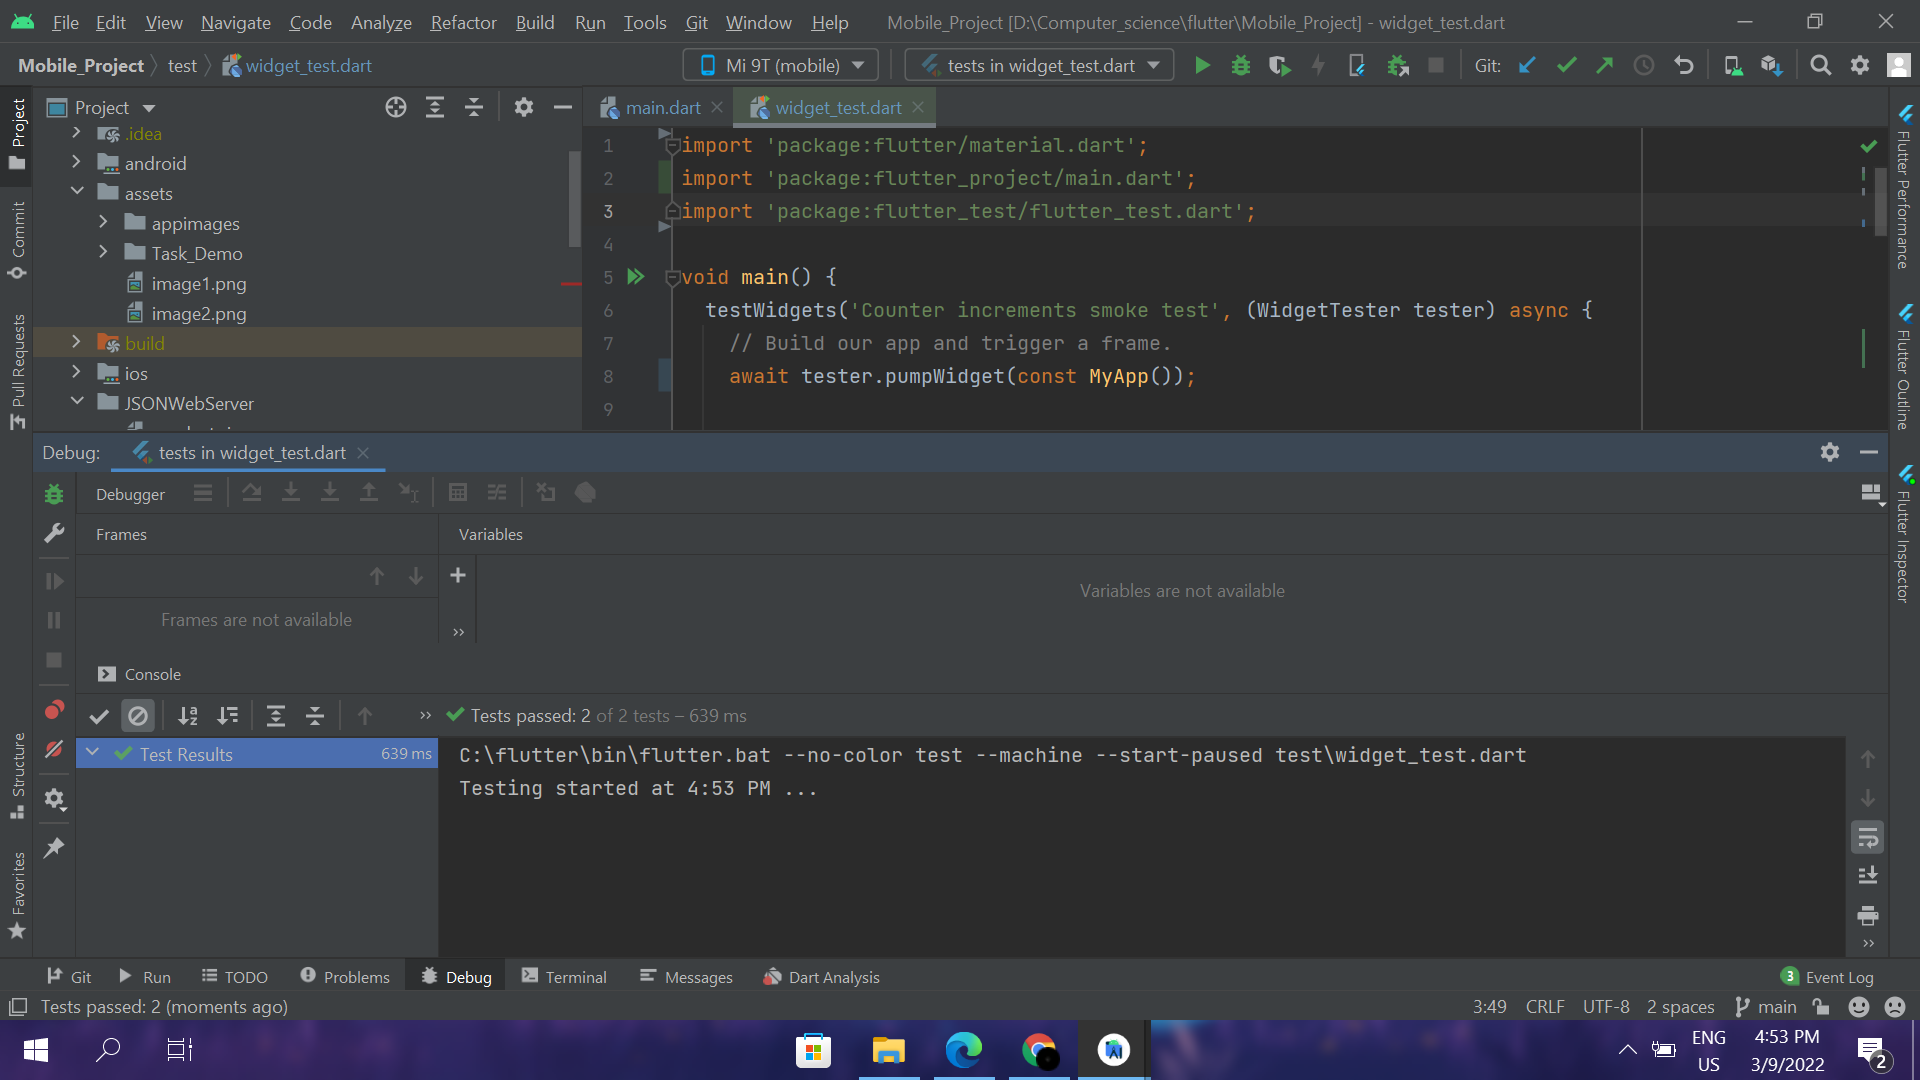 File Edit View Navigate Code Analyze Refactor Build Run Tools Git Window Help Mobile_Project [D:\Computer_science\flutter\Mobile_Project] - widget_test.dart
Mobile_Project test widget_test.dart Mi 9T (mobile) tests in widget_test.dart Git:
Project
Commit
Pull Requests
Structure
Favorites
Project
.idea
android
assets
appimages
Task_Demo
image1.png
image2.png
build
ios
JSONWebServer
main.dart widget_test.dart
1 import 'package:flutter/material.dart';
2 import 'package:flutter_project/main.dart';
3 import 'package:flutter_test/flutter_test.dart';
4
5 void main() {
6 testWidgets('Counter increments smoke test', (WidgetTester tester) async {
7 // Build our app and trigger a frame.
8 await tester.pumpWidget(const MyApp());
9
Flutter Performance
Flutter Outline
Flutter Inspector
Debug: tests in widget_test.dart
Debugger
Frames Variables
Frames are not available
Variables are not available
Console
Tests passed: 2 of 2 tests – 639 ms
Test Results 639 ms
C:\flutter\bin\flutter.bat --no-color test --machine --start-paused test\widget_test.dart
Testing started at 4:53 PM ...
Git Run TODO Problems Debug Terminal Messages Dart Analysis 3 Event Log
Tests passed: 2 (moments ago) 3:49 CRLF UTF-8 2 spaces main
ENG
US
4:53 PM
3/9/2022
2